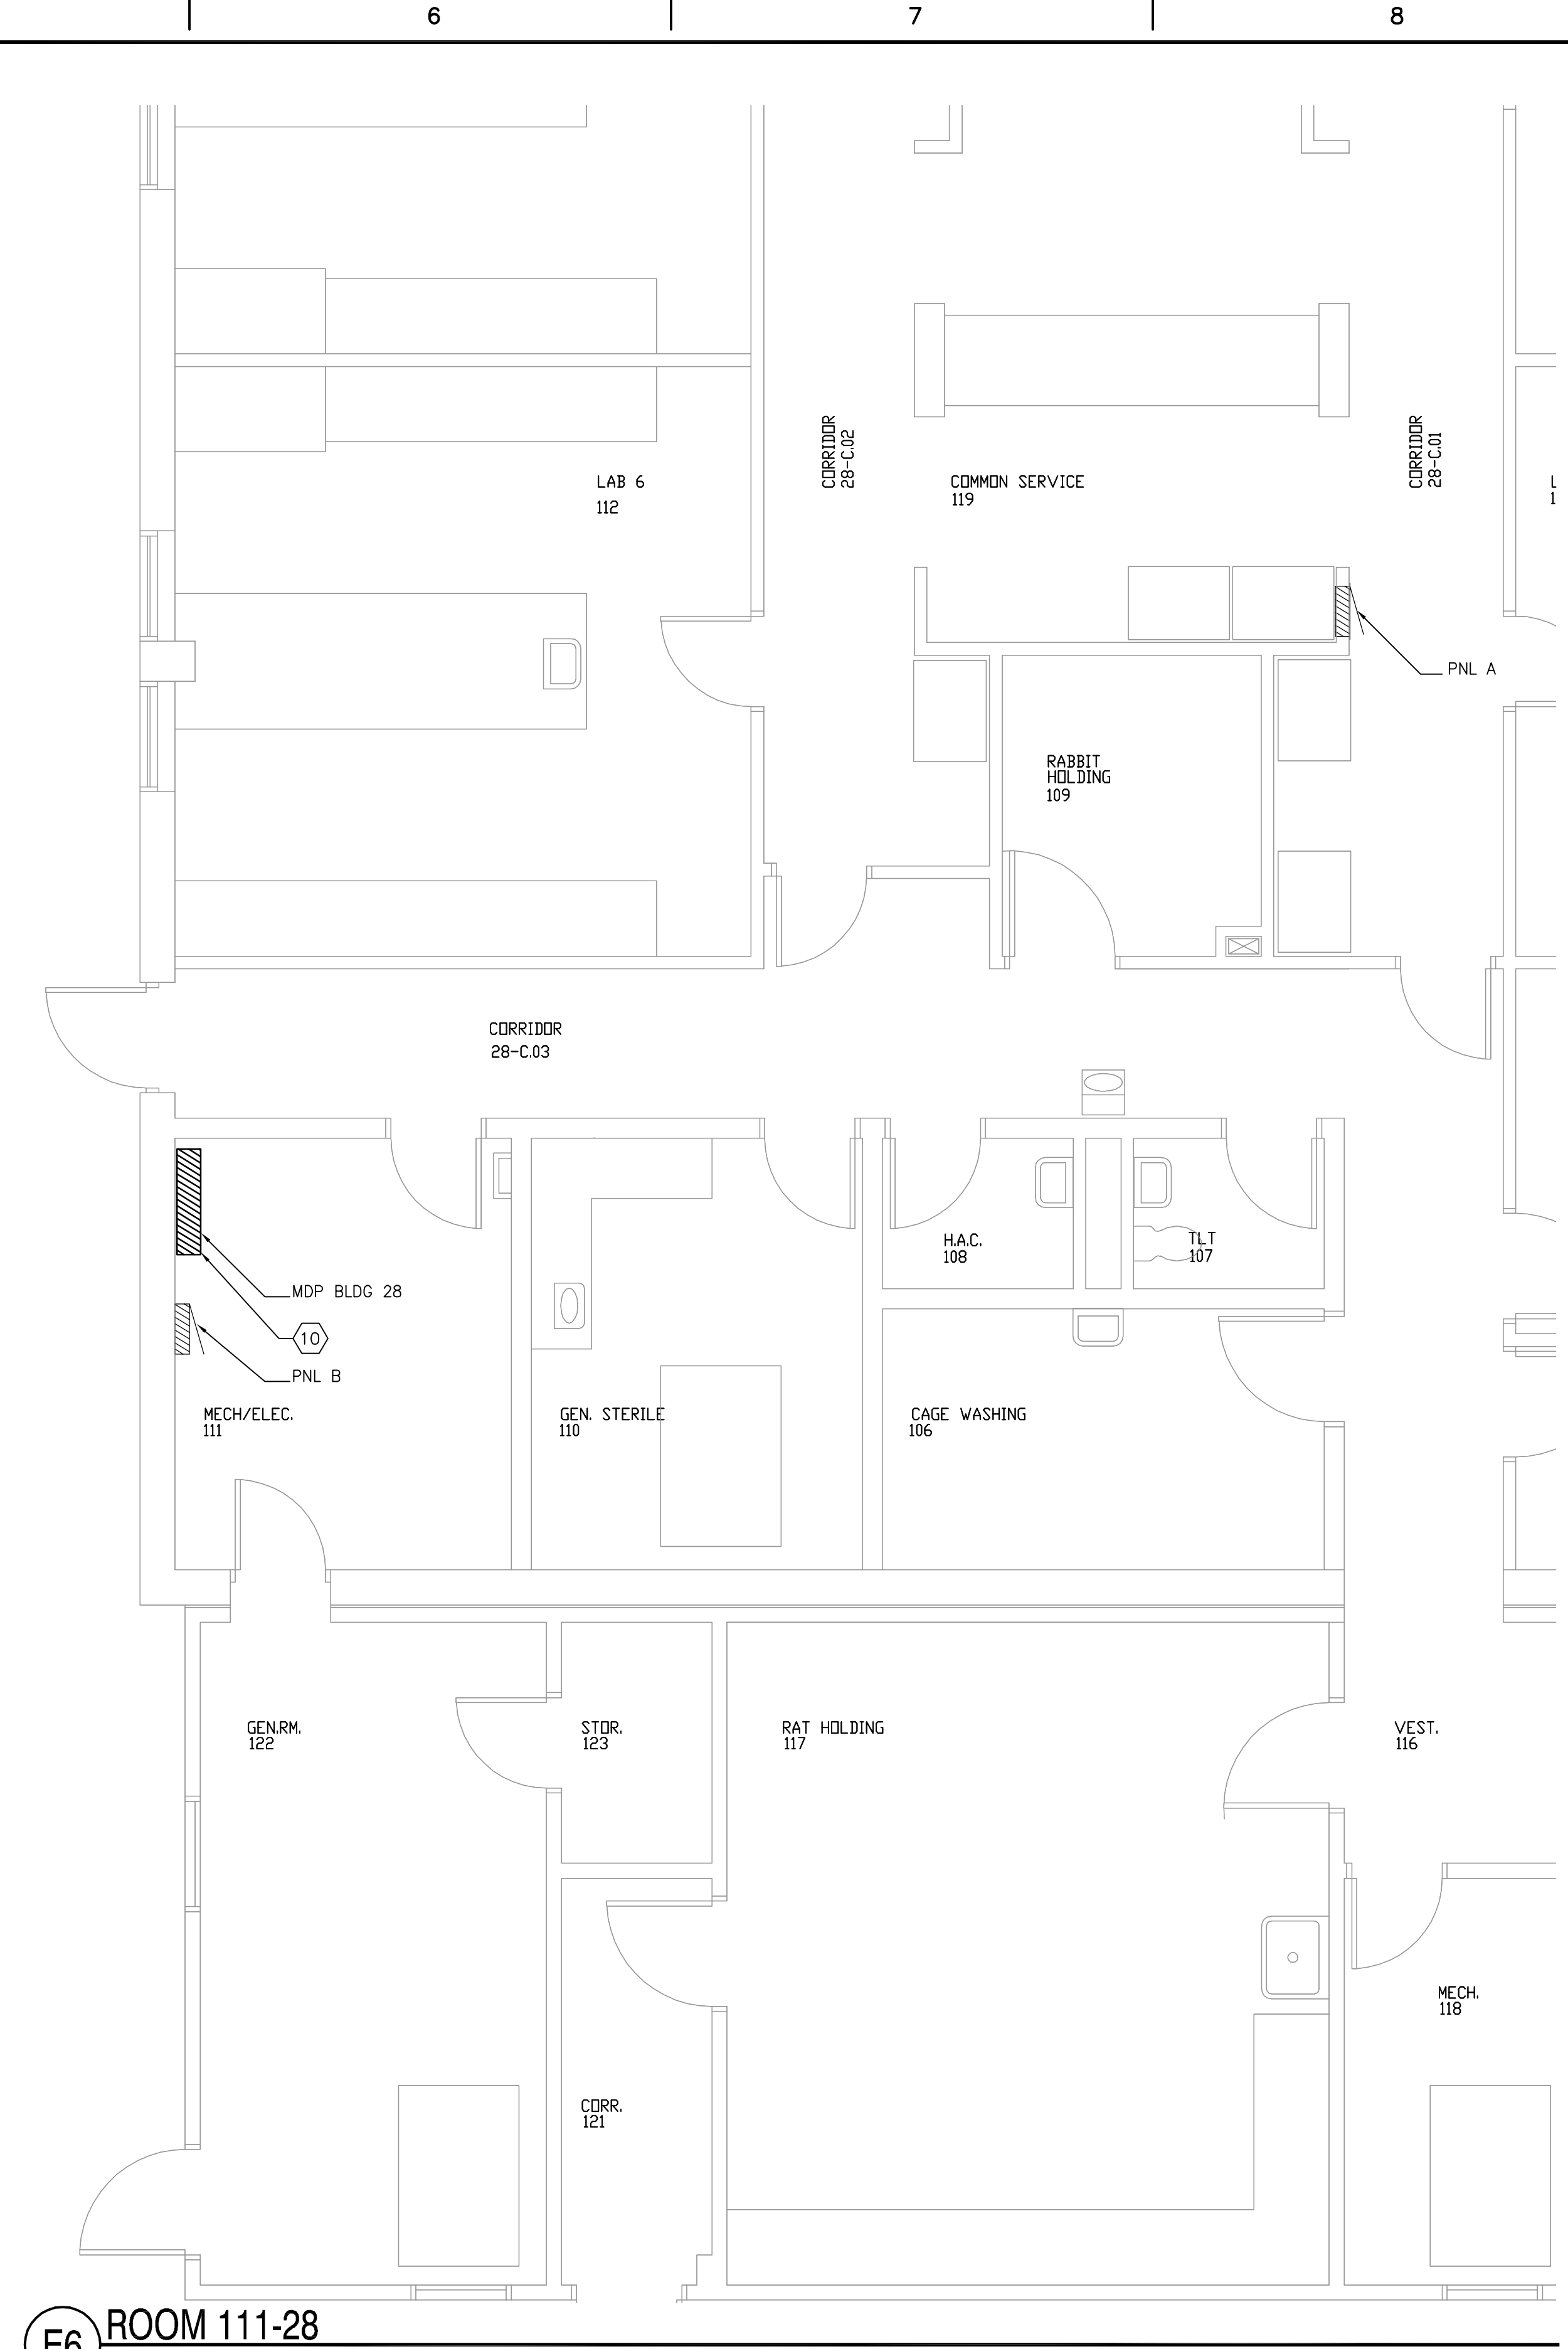 6
7
8
CORRIDOR
28-C.02
CORRIDOR
28-C.01
LAB 6
112
COMMON SERVICE
119
L
1
PNL A
RABBIT
HOLDING
109
CORRIDOR
28-C.03
H.A.C.
108
TLT
107
MDP BLDG 28
10
PNL B
MECH/ELEC.
111
GEN. STERILE
110
CAGE WASHING
106
GEN.RM.
122
STOR.
123
RAT HOLDING
117
VEST.
116
MECH.
118
CORR.
121
E6
ROOM 111-28